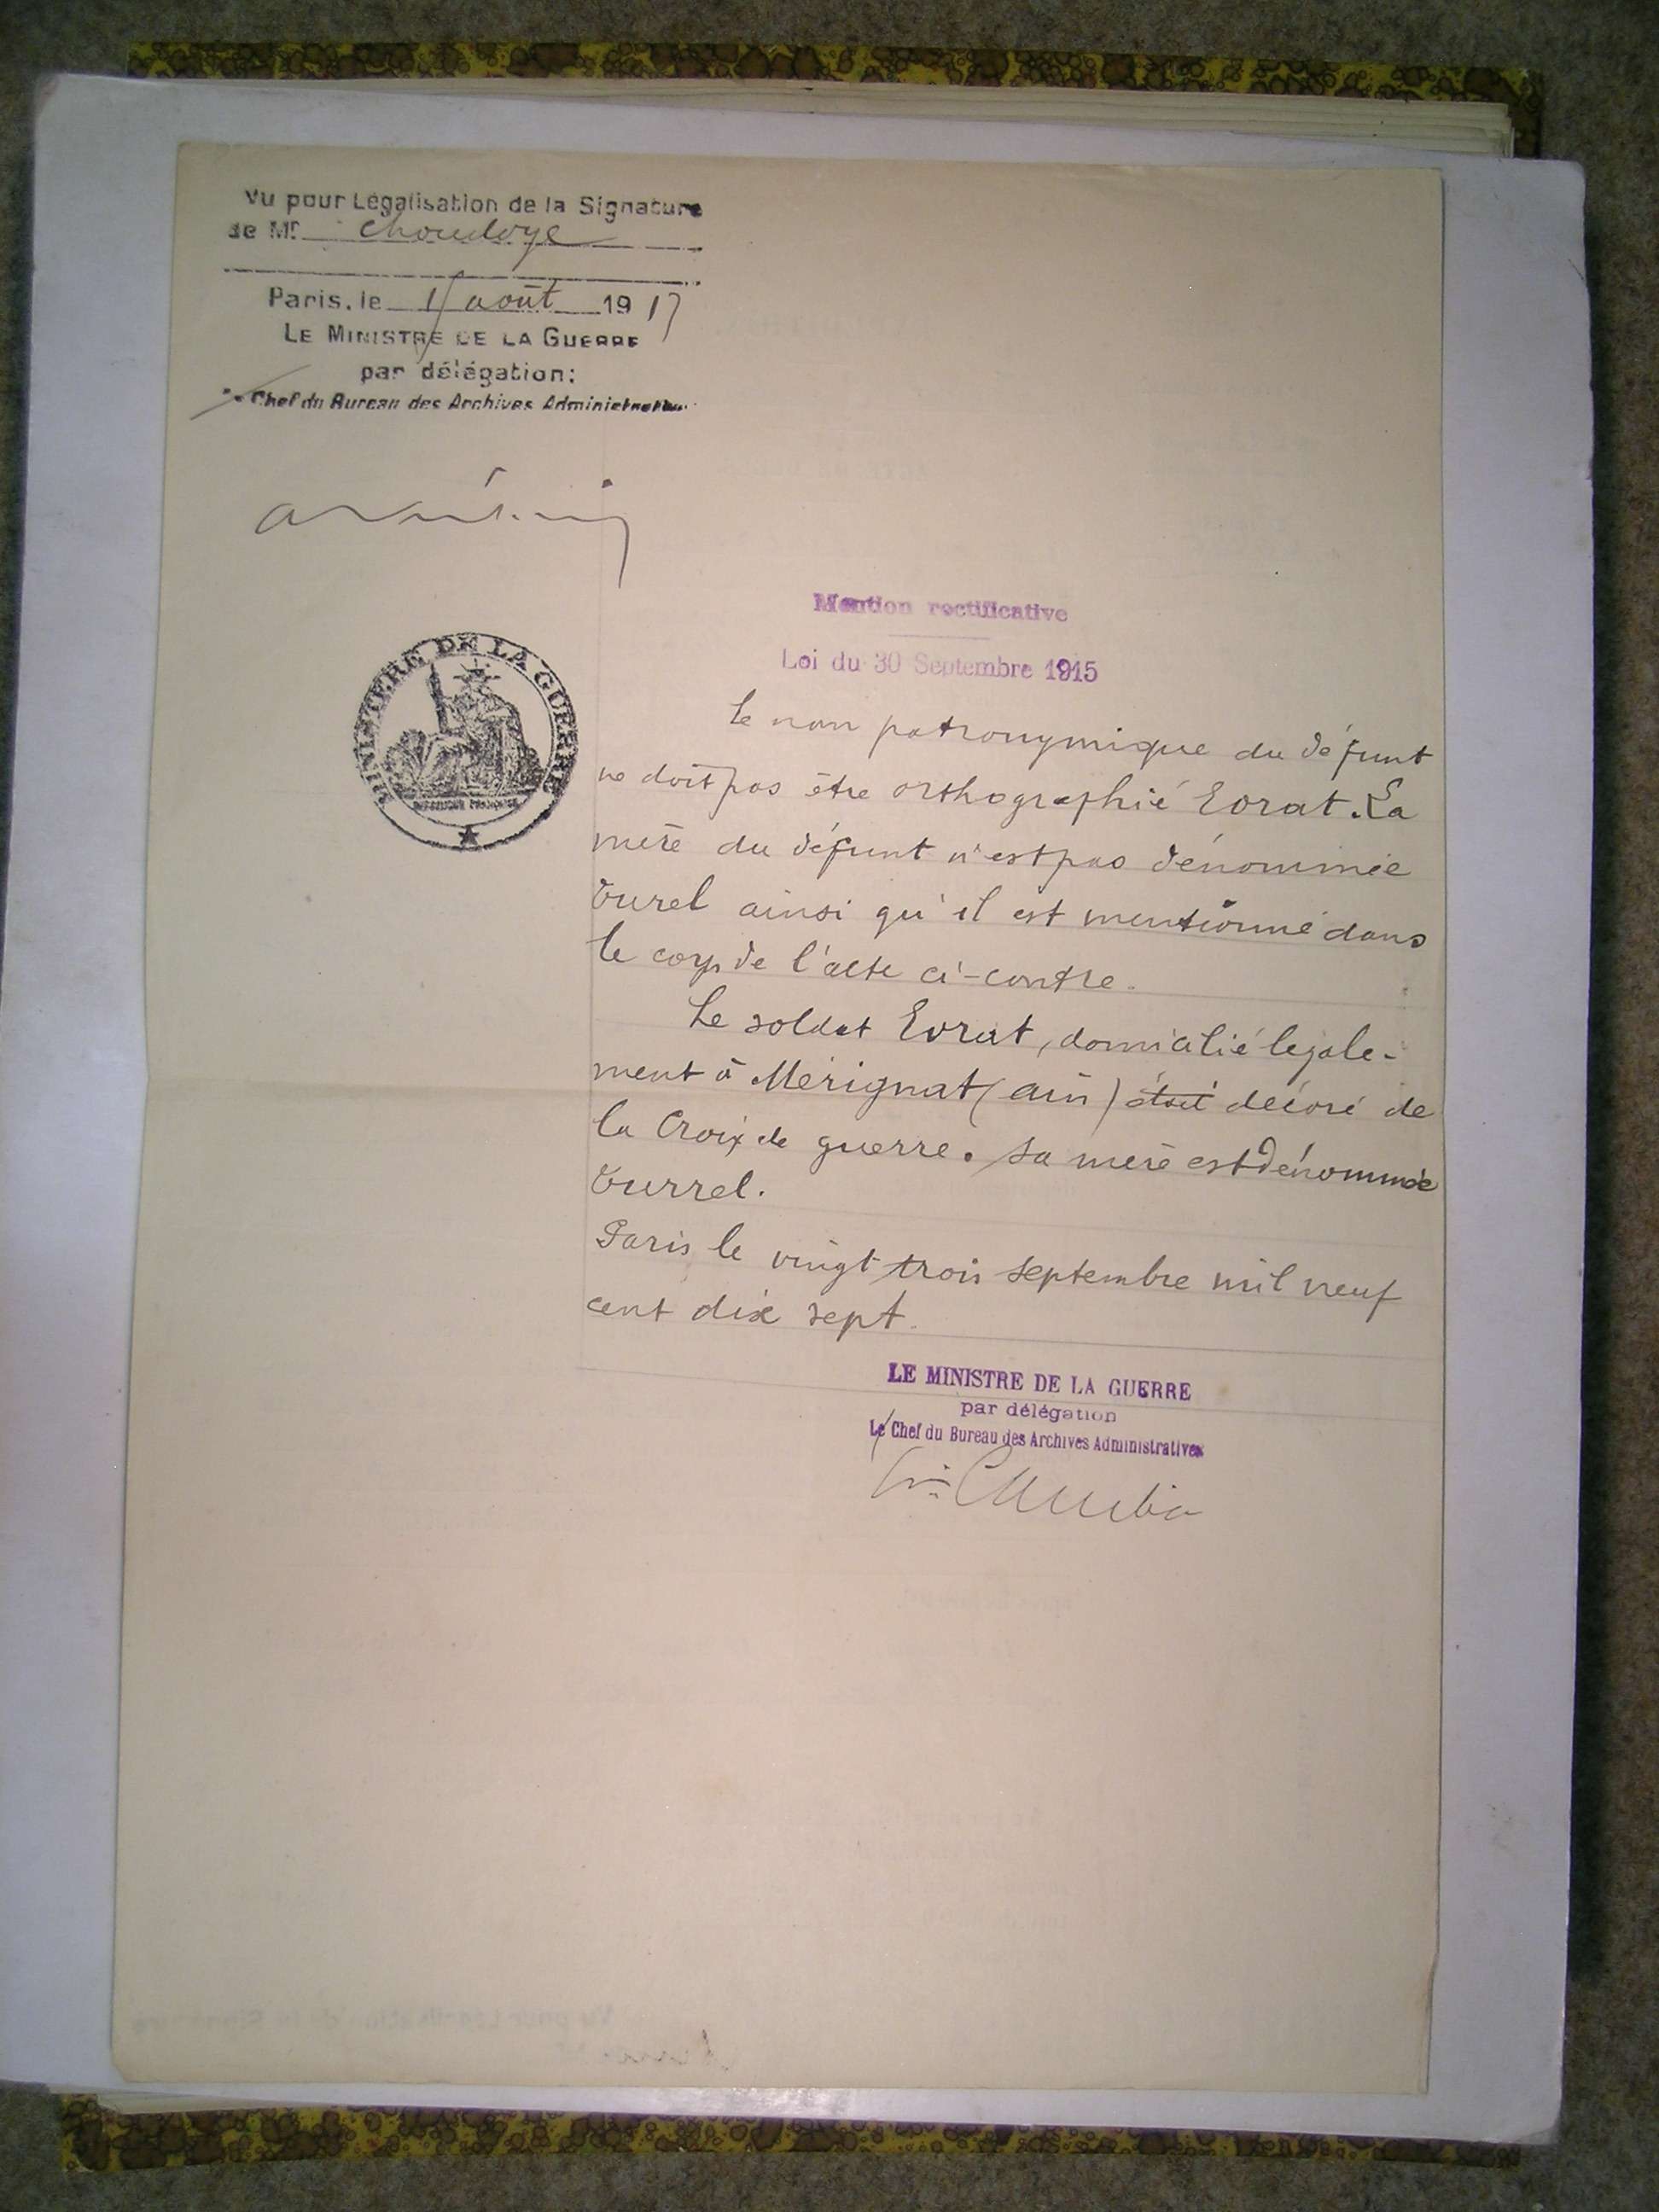 Vu pour Légalisation de la Signature
de Mr Choudoye
Paris, le août 1917
LE MINISTRE DE LA GUERRE
par délégation:
Chef du Bureau des Archives Administratives
MINISTÈRE DE LA GUERRE
Mention rectificative
Loi du 30 Septembre 1915
Le nom patronymique du défunt
ne doit pas être orthographié Evrat. La
mère du défunt n'est pas dénommée
Turel ainsi qu'il est mentionné dans
le corps de l'acte ci-contre.
Le soldat Evrat, domicilié légale-
ment à Mérignat (Ain) était décoré de
la Croix de guerre. Sa mère est dénommée
Turrel.
Paris le vingt trois septembre mil neuf
cent dix sept.
LE MINISTRE DE LA GUERRE
par délégation
Le Chef du Bureau des Archives Administratives